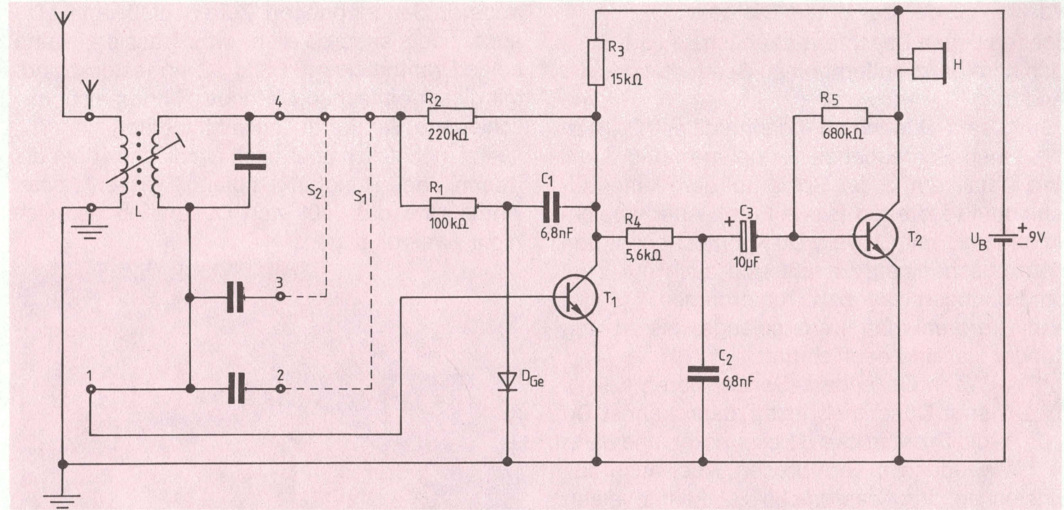 R3
15kΩ
H
4
R2
220kΩ
R5
680kΩ
S2
S1
R1
100kΩ
C1
6,8nF
R4
5,6kΩ
+
C3
10µF
T2
UB
+
−
9V
L
3
T1
1
2
DGe
C2
6,8nF